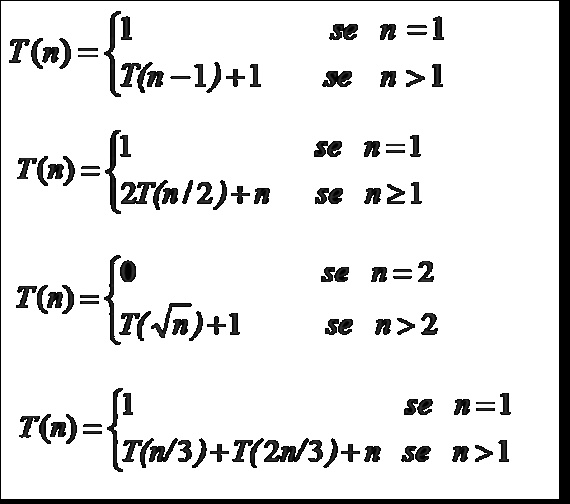 T(n) = { 1 se n = 1
T(n − 1) + 1 se n > 1
T(n) = { 1 se n = 1
2T(n / 2) + n se n ≥ 1
T(n) = { 0 se n = 2
T(√n) + 1 se n > 2
T(n) = { 1 se n = 1
T(n/3) + T(2n/3) + n se n > 1